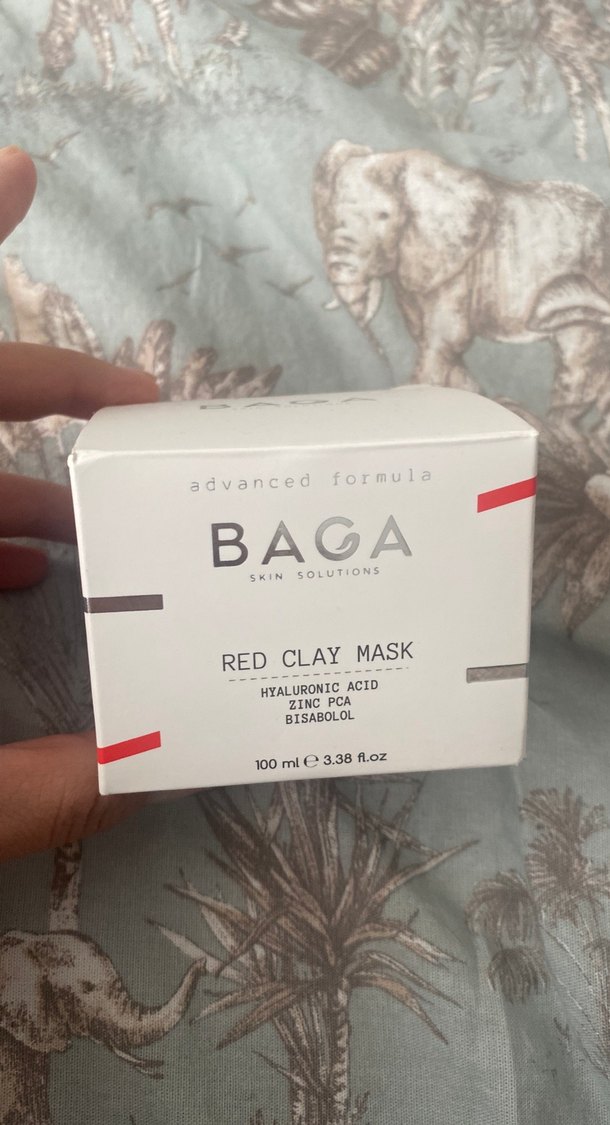 BAGA
advanced formula
BAGA
SKIN SOLUTIONS
RED CLAY MASK
HYALURONIC ACID
ZINC PCA
BISABOLOL
100 ml ℮ 3.38 fl.oz